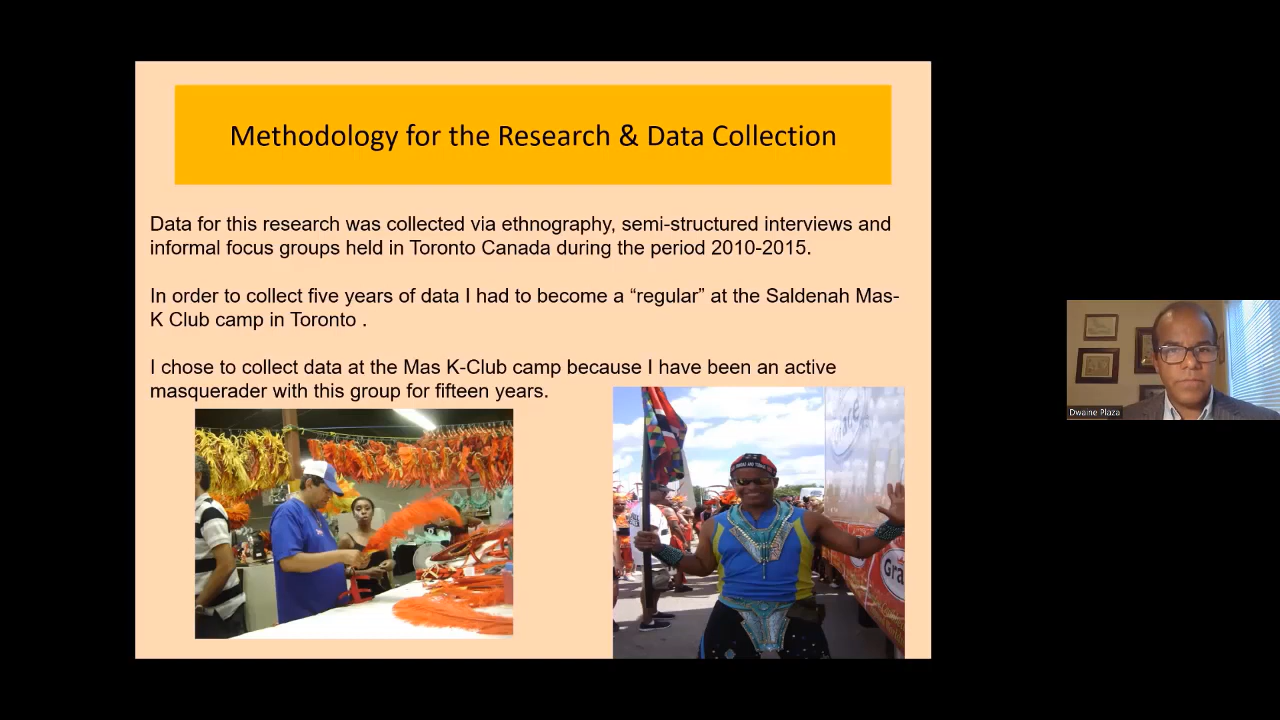 Methodology for the Research & Data Collection
Data for this research was collected via ethnography, semi-structured interviews and
informal focus groups held in Toronto Canada during the period 2010-2015.
In order to collect five years of data I had to become a “regular” at the Saldenah Mas-
K Club camp in Toronto .
I chose to collect data at the Mas K-Club camp because I have been an active
masquerader with this group for fifteen years.
Grace
Dwaine Plaza